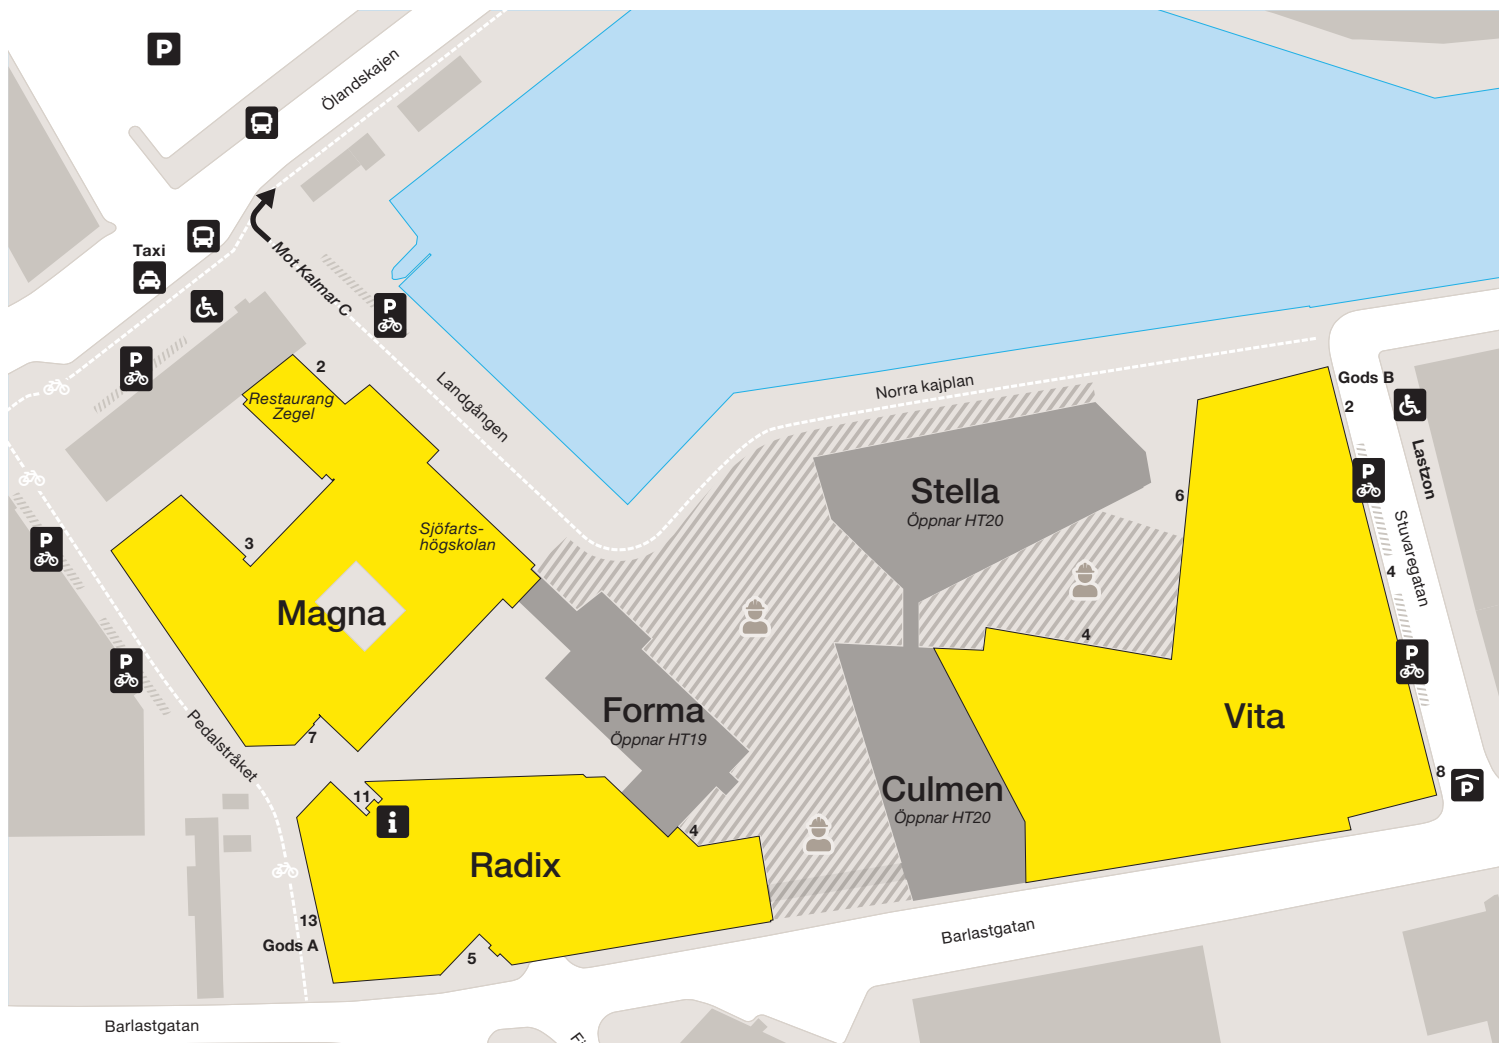 P
Ölandskajen
Taxi
Mot Kalmar C
P
P
2
Restaurang
Zegel
Landgången
Norra kajplan
Gods B
2
Lastzon
Stella
Öppnar HT20
6
P
Stuvaregatan
P
3
Sjöfarts-
högskolan
4
Magna
4
P
P
Forma
Öppnar HT19
Vita
Pedalstråket
7
8
P
11
i
Culmen
Öppnar HT20
4
Radix
13
Gods A
5
Barlastgatan
Barlastgatan